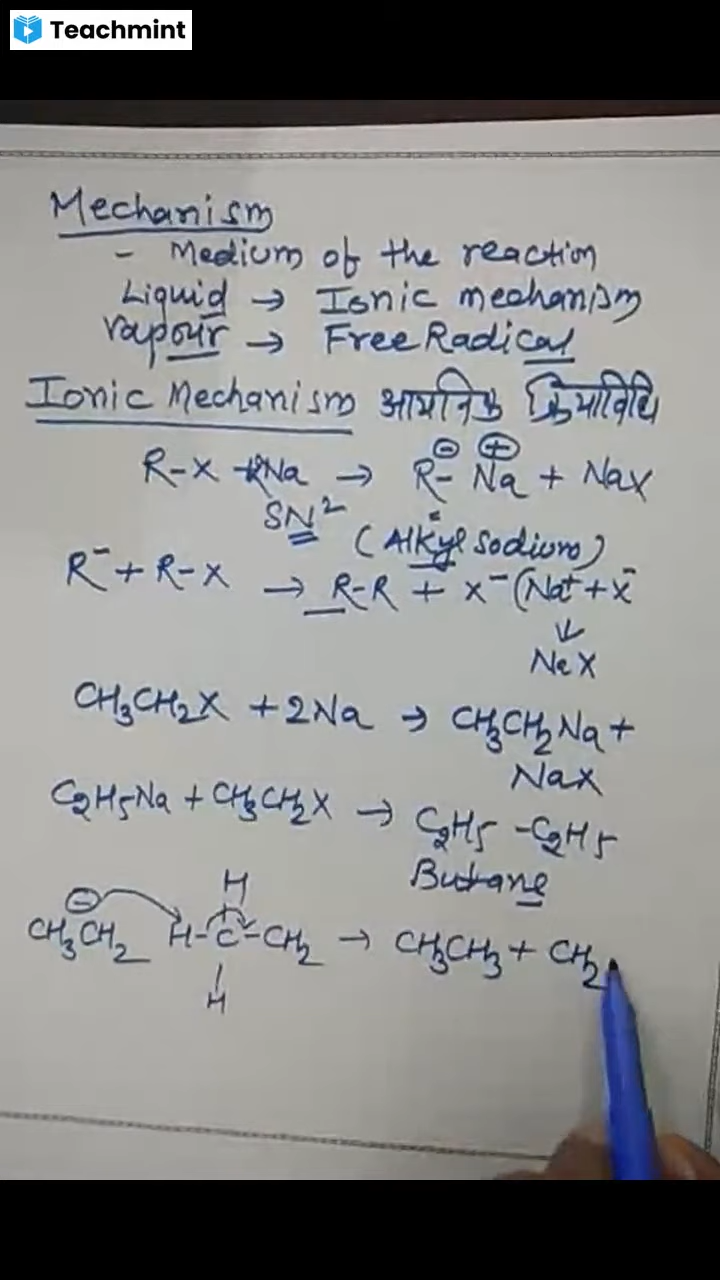 Teachmint
Mechanism
- Medium of the reaction
Liquid → Ionic mechanism
Vapour → Free Radical
Ionic Mechanism आयनिक क्रियाविधि
R-X + 2Na → R⊖- Na⊕ + NaX
SN²
(Alkyl sodium)
R⁻ + R-X → R-R + X⁻ (Na⁺ + X⁻
↓
NaX
CH₃CH₂X + 2Na → CH₃CH₂Na +
NaX
C₂H₅Na + CH₃CH₂X → C₂H₅ - C₂H₅
Butane
H
CH₃CH₂⊖ H-C-CH₂ → CH₃CH₃ + CH₂
H